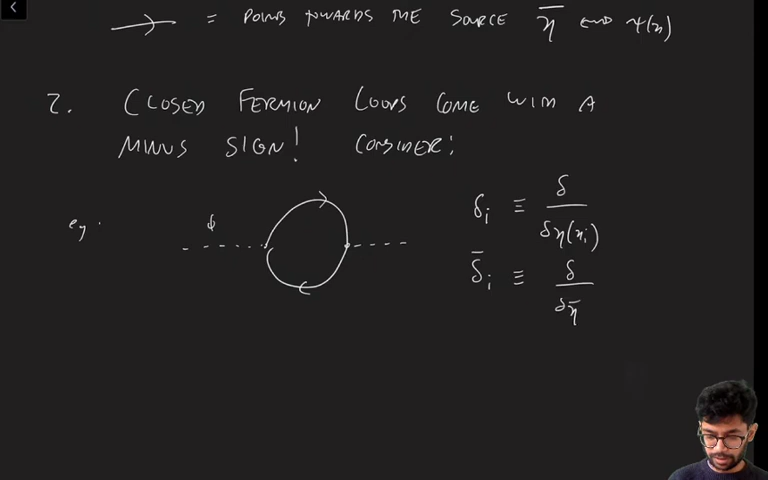 = POINTS TOWARDS THE SOURCE η̄ AND ψ(x)
2. CLOSED FERMION LOOPS COME WITH A
MINUS SIGN! CONSIDER:
eg. ϕ
δᵢ ≡ δ / δη(xᵢ)
δ̄ᵢ ≡ δ / δη̄